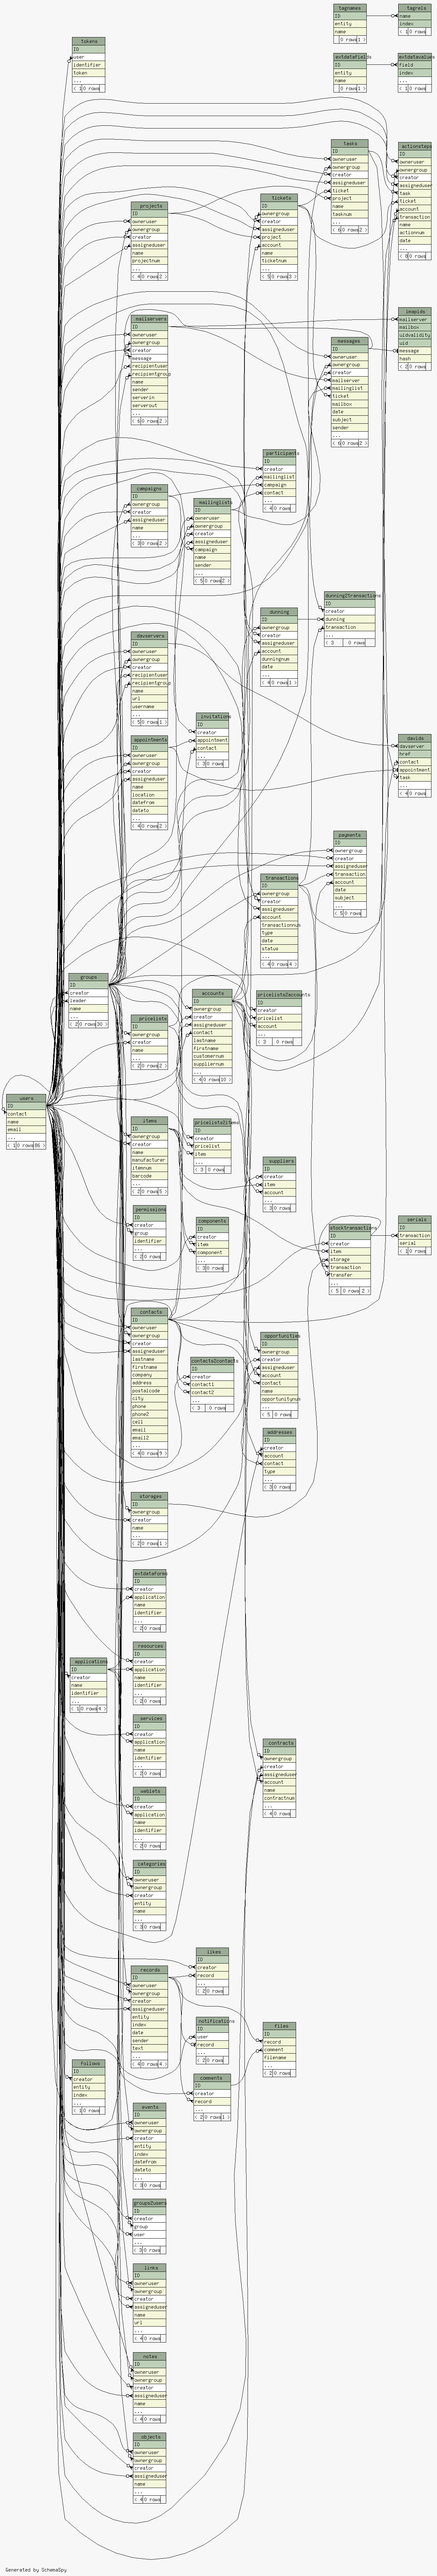 tagnames
ID
entity
name
0 rows
1 >
tagrels
name
index
< 1
0 rows
tokens
ID
user
identifier
token
...
< 1
0 rows
extdatafields
ID
entity
name
0 rows
1 >
extdatavalues
field
index
...
< 1
0 rows
tasks
ID
owneruser
ownergroup
creator
assigneduser
ticket
project
name
tasknum
...
< 6
0 rows
2 >
actionsteps
ID
owneruser
ownergroup
creator
assigneduser
task
ticket
account
transaction
name
actionnum
date
...
< 8
0 rows
projects
ID
owneruser
ownergroup
creator
assigneduser
name
projectnum
...
< 4
0 rows
2 >
tickets
ID
ownergroup
creator
assigneduser
project
account
name
ticketnum
...
< 5
0 rows
3 >
mailservers
ID
owneruser
ownergroup
creator
message
recipientuser
recipientgroup
name
sender
serverin
serverout
...
< 6
0 rows
2 >
messages
ID
owneruser
ownergroup
creator
mailserver
mailinglist
ticket
mailbox
date
subject
sender
...
< 6
0 rows
2 >
imapids
mailserver
mailbox
uidvalidity
uid
message
hash
< 2
0 rows
participants
ID
creator
mailinglist
campaign
contact
...
< 4
0 rows
campaigns
ID
ownergroup
creator
assigneduser
name
...
< 3
0 rows
2 >
mailinglists
ID
owneruser
ownergroup
creator
assigneduser
campaign
name
sender
...
< 5
0 rows
2 >
dunning2transactions
ID
creator
dunning
transaction
...
< 3
0 rows
dunning
ID
ownergroup
creator
assigneduser
account
dunningnum
date
...
< 4
0 rows
1 >
davservers
ID
owneruser
ownergroup
creator
recipientuser
recipientgroup
name
url
username
...
< 5
0 rows
1 >
invitations
ID
creator
appointment
contact
...
< 3
0 rows
appointments
ID
owneruser
ownergroup
creator
assigneduser
name
location
datefrom
dateto
...
< 4
0 rows
2 >
davids
davserver
href
contact
appointment
task
...
< 4
0 rows
payments
ID
ownergroup
creator
assigneduser
transaction
account
date
subject
...
< 5
0 rows
transactions
ID
ownergroup
creator
assigneduser
account
transactionnum
type
date
status
...
< 4
0 rows
4 >
groups
ID
creator
leader
name
...
< 2
0 rows
30 >
accounts
ID
ownergroup
creator
assigneduser
contact
lastname
firstname
customernum
suppliernum
...
< 4
0 rows
10 >
pricelists2accounts
ID
creator
pricelist
account
...
< 3
0 rows
pricelists
ID
ownergroup
creator
name
...
< 2
0 rows
2 >
users
ID
contact
name
email
...
< 1
0 rows
86 >
items
ID
ownergroup
creator
name
manufacturer
itemnum
barcode
...
< 2
0 rows
5 >
pricelists2items
ID
creator
pricelist
item
...
< 3
0 rows
suppliers
ID
creator
item
account
...
< 3
0 rows
permissions
ID
creator
group
identifier
...
< 2
0 rows
components
ID
creator
item
component
...
< 3
0 rows
stocktransactions
ID
creator
item
storage
transaction
transfer
...
< 5
0 rows
2 >
serials
ID
transaction
serial
< 1
0 rows
contacts
ID
owneruser
ownergroup
creator
assigneduser
lastname
firstname
company
address
postalcode
city
phone
phone2
cell
email
email2
...
< 4
0 rows
9 >
contacts2contacts
ID
creator
contact1
contact2
...
< 3
0 rows
opportunities
ID
ownergroup
creator
assigneduser
account
contact
name
opportunitynum
...
< 5
0 rows
addresses
ID
creator
account
contact
type
...
< 3
0 rows
storages
ID
ownergroup
creator
name
...
< 2
0 rows
1 >
extdataforms
ID
creator
application
name
identifier
...
< 2
0 rows
applications
ID
creator
name
identifier
...
< 1
0 rows
4 >
resources
ID
creator
application
name
identifier
...
< 2
0 rows
services
ID
creator
application
name
identifier
...
< 2
0 rows
contracts
ID
ownergroup
creator
assigneduser
account
name
contractnum
...
< 4
0 rows
weblets
ID
creator
application
name
identifier
...
< 2
0 rows
categories
ID
owneruser
ownergroup
creator
entity
name
...
< 3
0 rows
likes
ID
creator
record
...
< 2
0 rows
records
ID
owneruser
ownergroup
creator
assigneduser
entity
index
date
sender
text
...
< 4
0 rows
4 >
notifications
ID
user
record
...
< 2
0 rows
files
ID
record
comment
filename
...
< 2
0 rows
follows
ID
creator
entity
index
...
< 1
0 rows
comments
ID
creator
record
...
< 2
0 rows
1 >
events
ID
owneruser
ownergroup
creator
entity
index
datefrom
dateto
...
< 3
0 rows
groups2users
ID
creator
group
user
...
< 3
0 rows
links
ID
owneruser
ownergroup
creator
assigneduser
name
url
...
< 4
0 rows
notes
ID
owneruser
ownergroup
creator
assigneduser
name
...
< 4
0 rows
objects
ID
owneruser
ownergroup
creator
assigneduser
name
...
< 4
0 rows
Generated by SchemaSpy